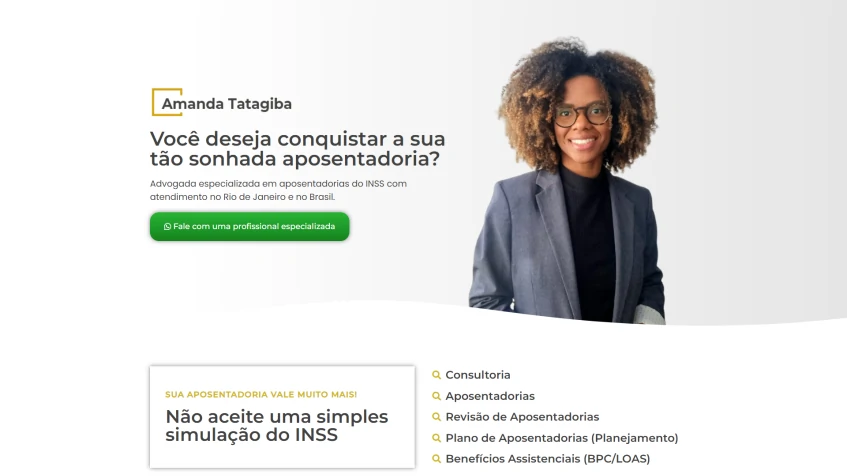 Amanda Tatagiba
Você deseja conquistar a sua
tão sonhada aposentadoria?
Advogada especializada em aposentadorias do INSS com
atendimento no Rio de Janeiro e no Brasil.
Fale com uma profissional especializada
SUA APOSENTADORIA VALE MUITO MAIS!
Não aceite uma simples
simulação do INSS
Consultoria
Aposentadorias
Revisão de Aposentadorias
Plano de Aposentadorias (Planejamento)
Benefícios Assistenciais (BPC/LOAS)